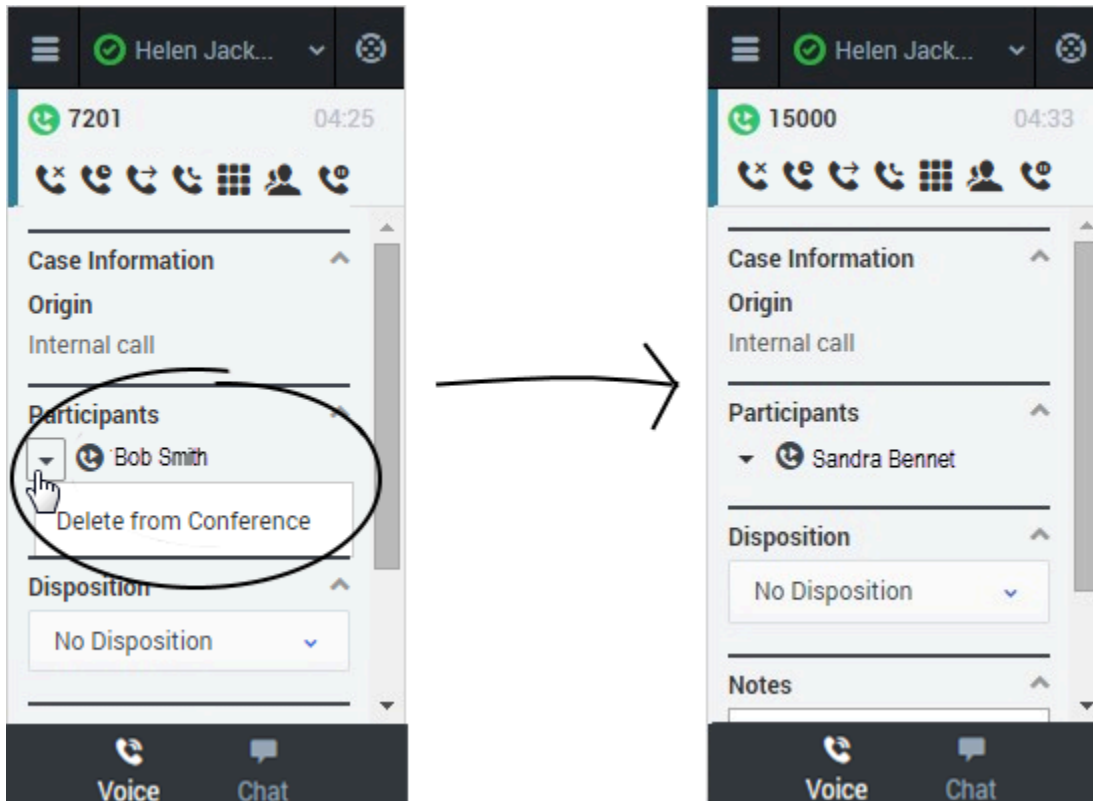 Helen Jack...
7201 04:25
Case Information
Origin
Internal call
Participants
Bob Smith
Delete from Conference
Disposition
No Disposition
Voice Chat
Helen Jack...
15000 04:33
Case Information
Origin
Internal call
Participants
Sandra Bennet
Disposition
No Disposition
Notes
Voice Chat